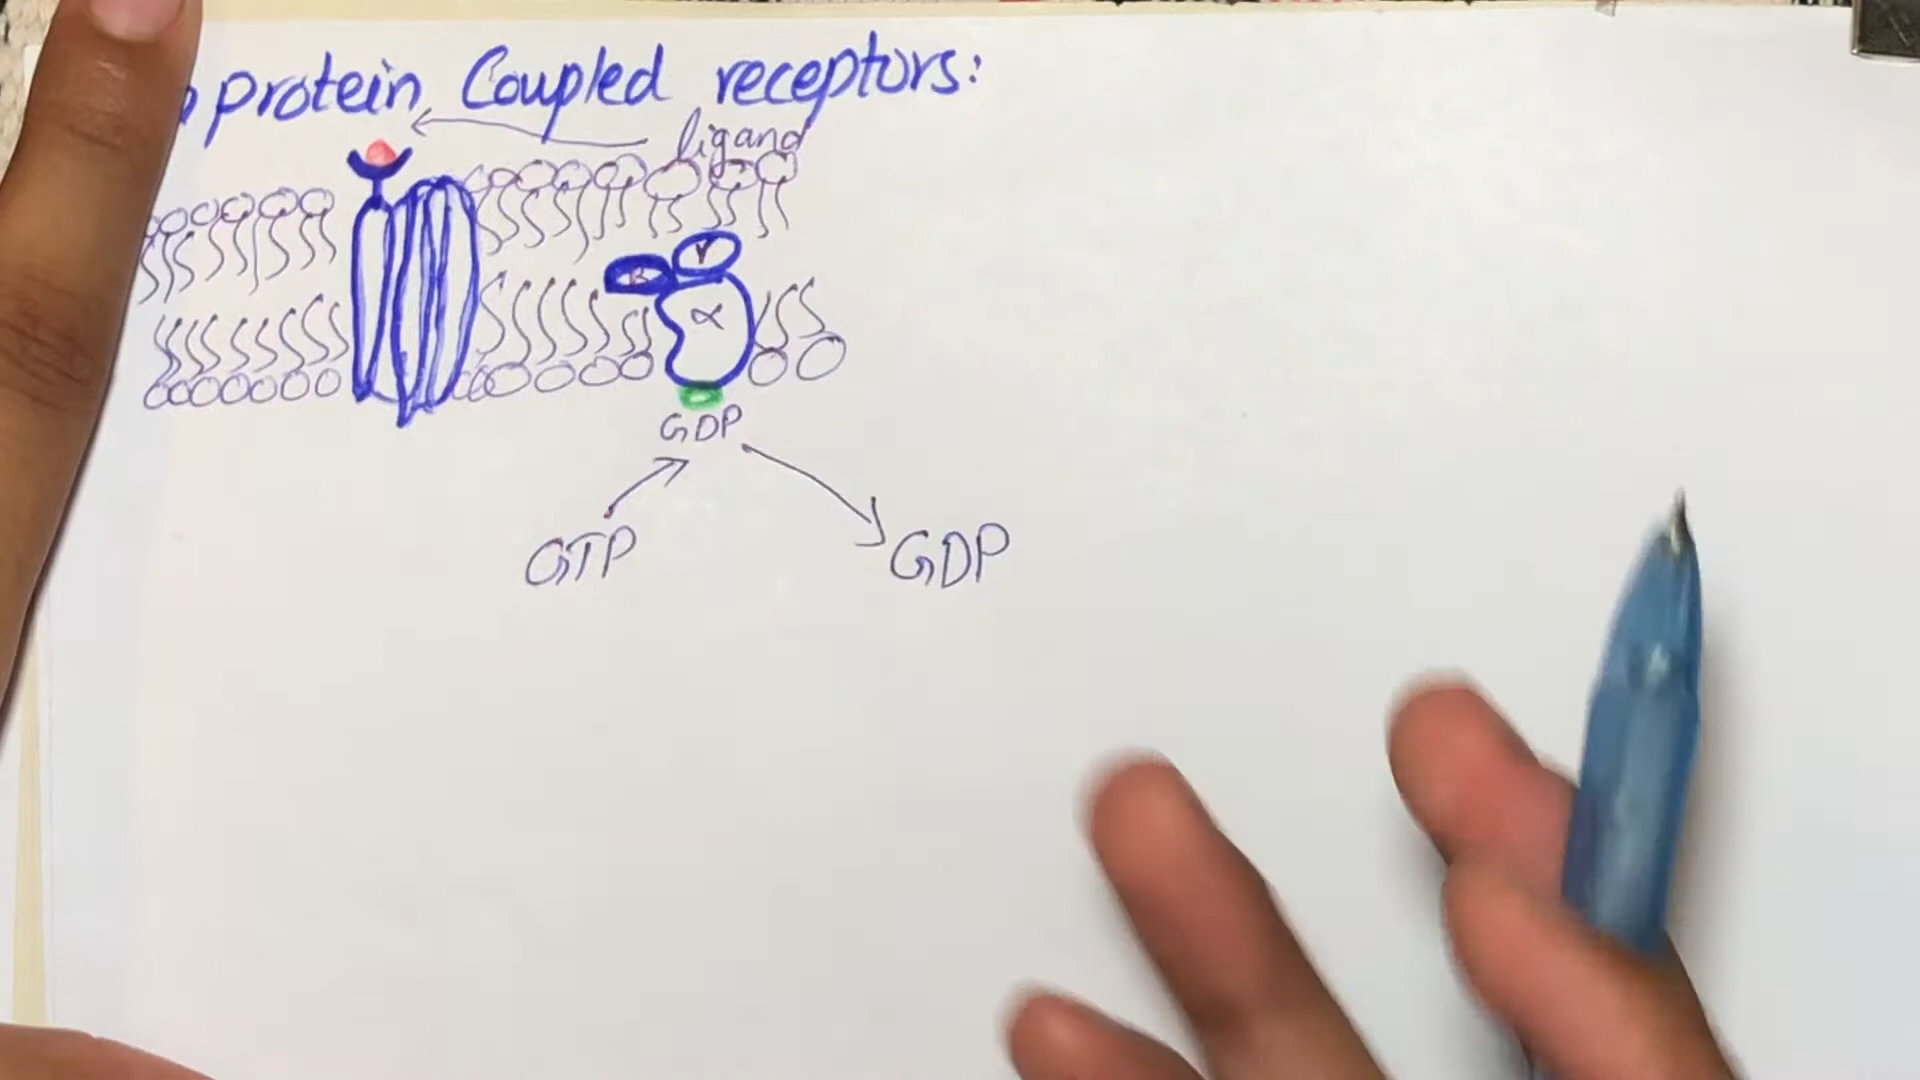 protein Coupled receptors:
ligand
γ
B
α
GDP
GTP
GDP